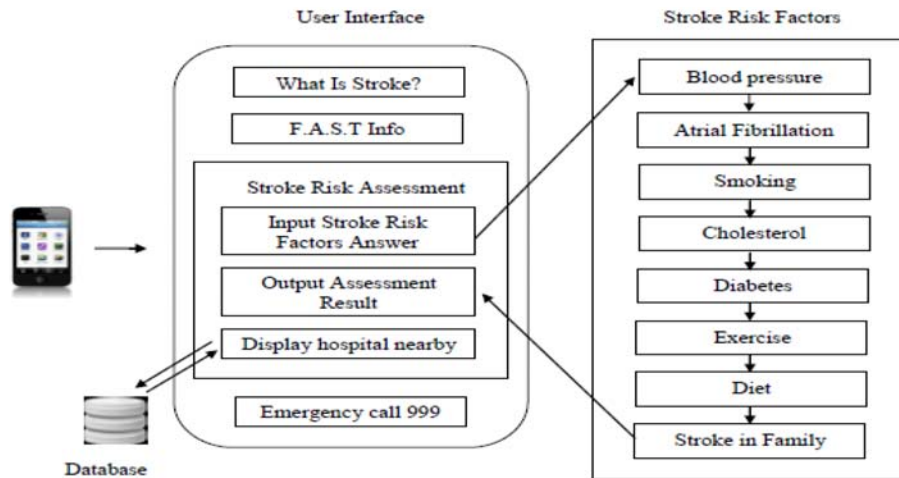 User Interface
What Is Stroke?
F.A.S.T Info
Stroke Risk Assessment
Input Stroke Risk
Factors Answer
Output Assessment
Result
Display hospital nearby
Emergency call 999
Database
Stroke Risk Factors
Blood pressure
Atrial Fibrillation
Smoking
Cholesterol
Diabetes
Exercise
Diet
Stroke in Family